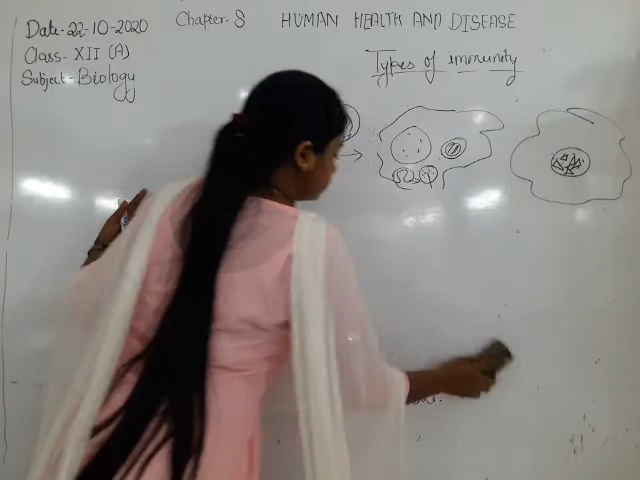 Date- 22-10-2020
Chapter- 8 HUMAN HEALTH AND DISEASE
Class- XII (A)
Subject- Biology
Types of immunity